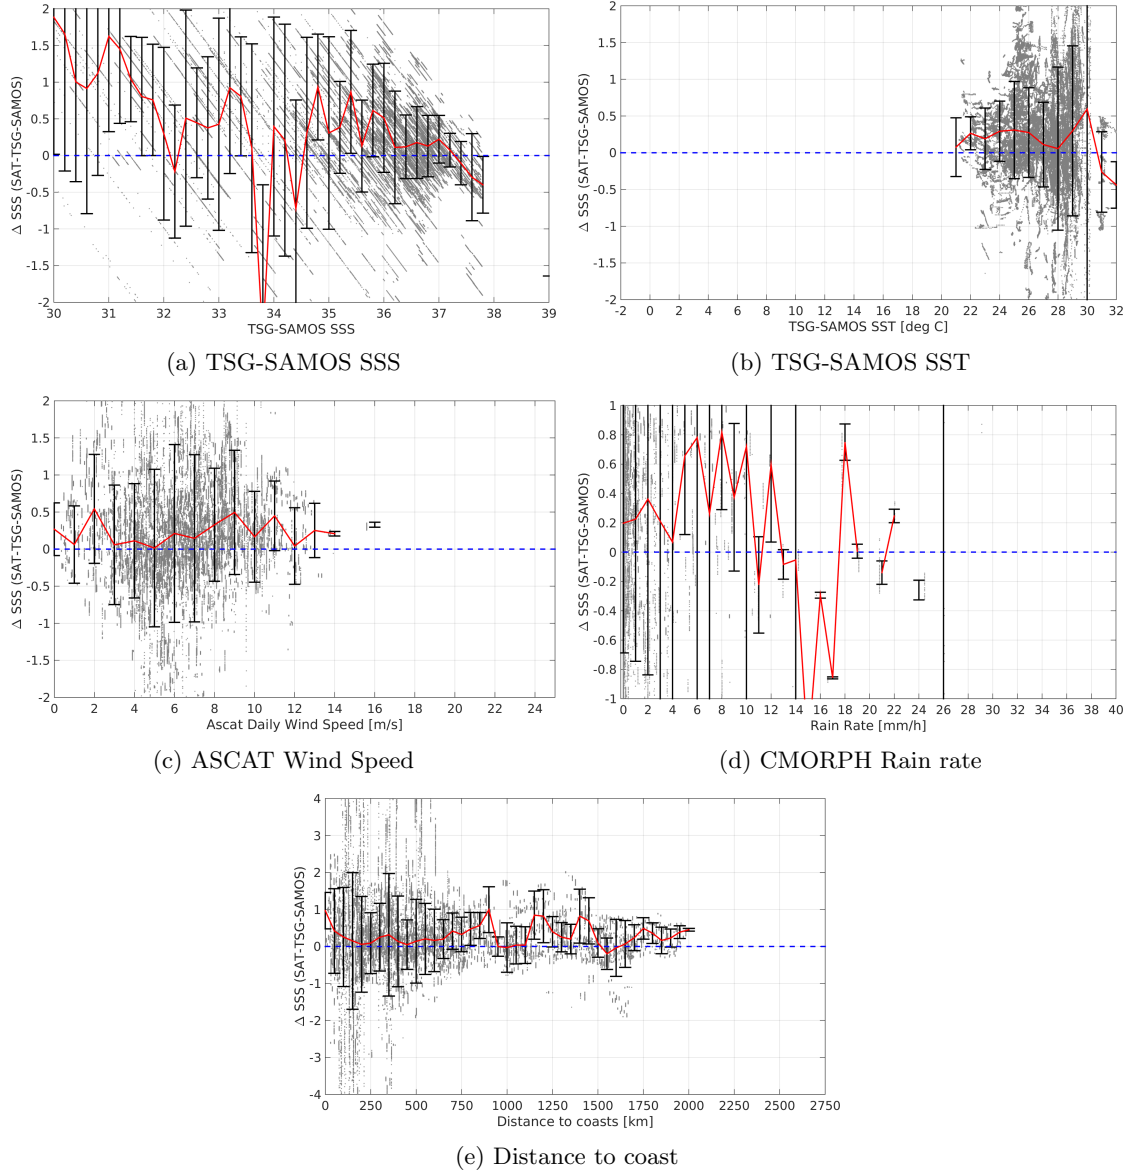 2
1.5
1
0.5
0
-0.5
-1
-1.5
-2
Δ SSS (SAT-TSG-SAMOS)
30 31 32 33 34 35 36 37 38 39
TSG-SAMOS SSS
(a) TSG-SAMOS SSS
2
1.5
1
0.5
0
-0.5
-1
-1.5
-2
Δ SSS (SAT-TSG-SAMOS)
-2 0 2 4 6 8 10 12 14 16 18 20 22 24 26 28 30 32
TSG-SAMOS SST [deg C]
(b) TSG-SAMOS SST
2
1.5
1
0.5
0
-0.5
-1
-1.5
-2
Δ SSS (SAT-TSG-SAMOS)
0 2 4 6 8 10 12 14 16 18 20 22 24
Ascat Daily Wind Speed [m/s]
(c) ASCAT Wind Speed
1
0.8
0.6
0.4
0.2
0
-0.2
-0.4
-0.6
-0.8
-1
Δ SSS (SAT-TSG-SAMOS)
0 2 4 6 8 10 12 14 16 18 20 22 24 26 28 30 32 34 36 38 40
Rain Rate [mm/h]
(d) CMORPH Rain rate
4
3
2
1
0
-1
-2
-3
-4
Δ SSS (SAT-TSG-SAMOS)
0 250 500 750 1000 1250 1500 1750 2000 2250 2500 2750
Distance to coasts [km]
(e) Distance to coast